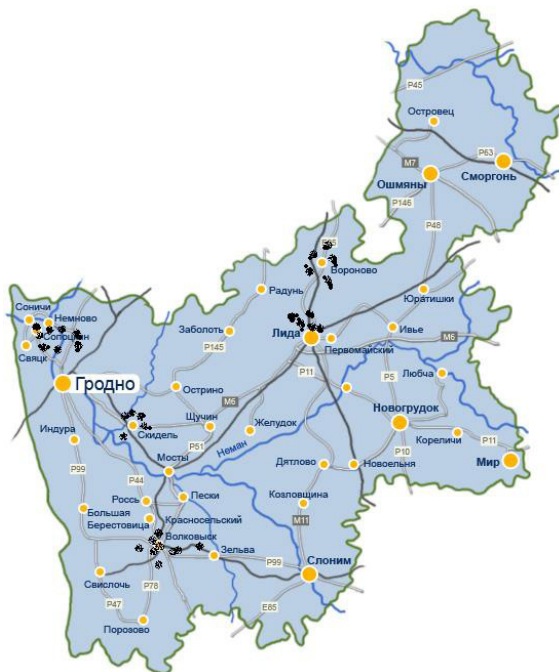 P45
Островец
P63
M7
Сморгонь
Ошмяны
P146
P48
Вороново
Радунь
Юратишки
Соничи
Немново
Сопоцкин
Заболоть
Лида
Ивье
Свяцк
Первомайский
M6
P145
Гродно
P11
P5
Любча
Острино
M6
Щучин
Желудок
Новогрудок
Скидель
Индура
P51
Неман
Кореличи
P11
Мосты
P10
P99
Дятлово
Новоельня
Мир
P44
Россь
Пески
Козловщина
Большая
Берестовица
Красносельский
M11
Волковыск
Зельва
P99
Слоним
Свислочь
P78
P47
E85
Порозово